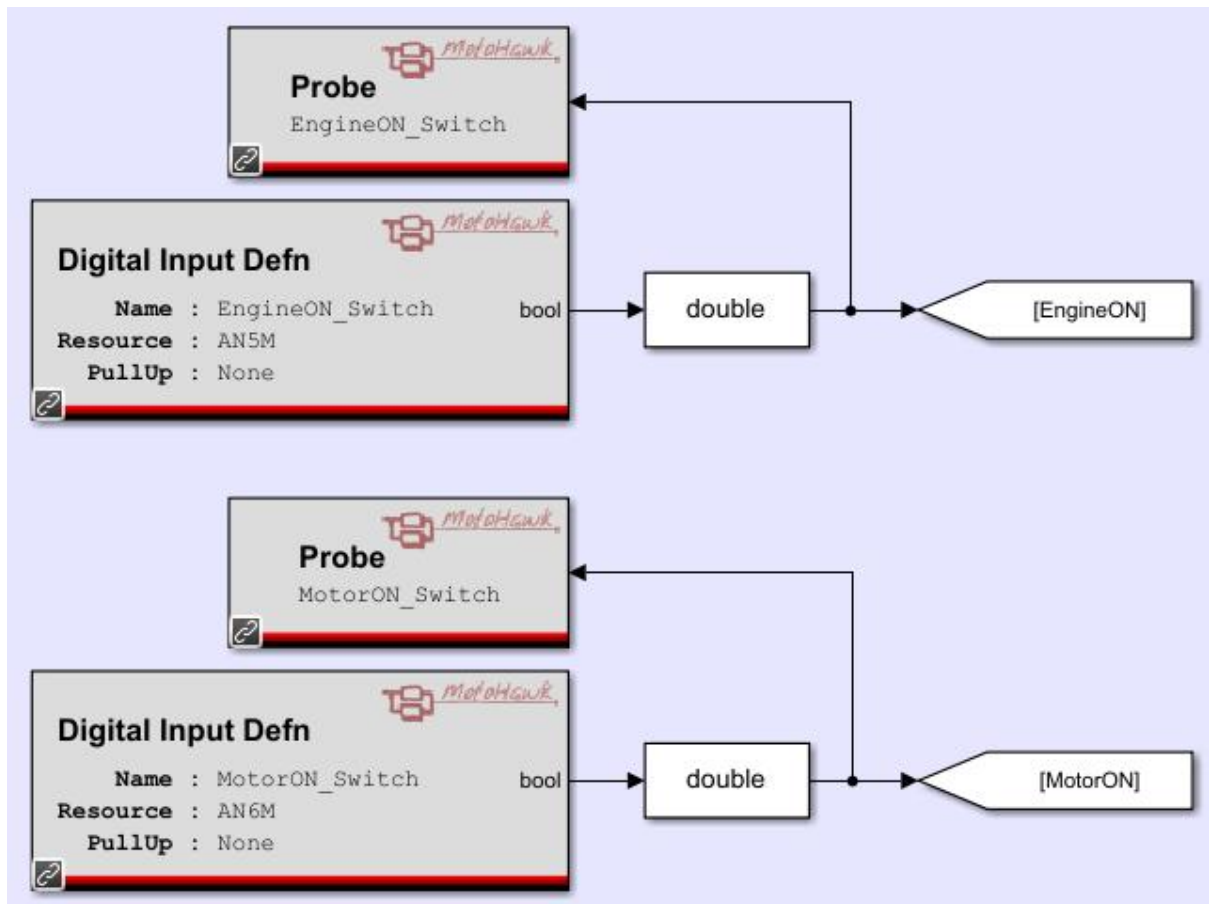 MotoHawk
Probe
EngineON_Switch
MotoHawk
Digital Input Defn
Name : EngineON_Switch
bool
Resource : AN5M
PullUp : None
double
[EngineON]
MotoHawk
Probe
MotorON_Switch
MotoHawk
Digital Input Defn
Name : MotorON_Switch
bool
Resource : AN6M
PullUp : None
double
[MotorON]